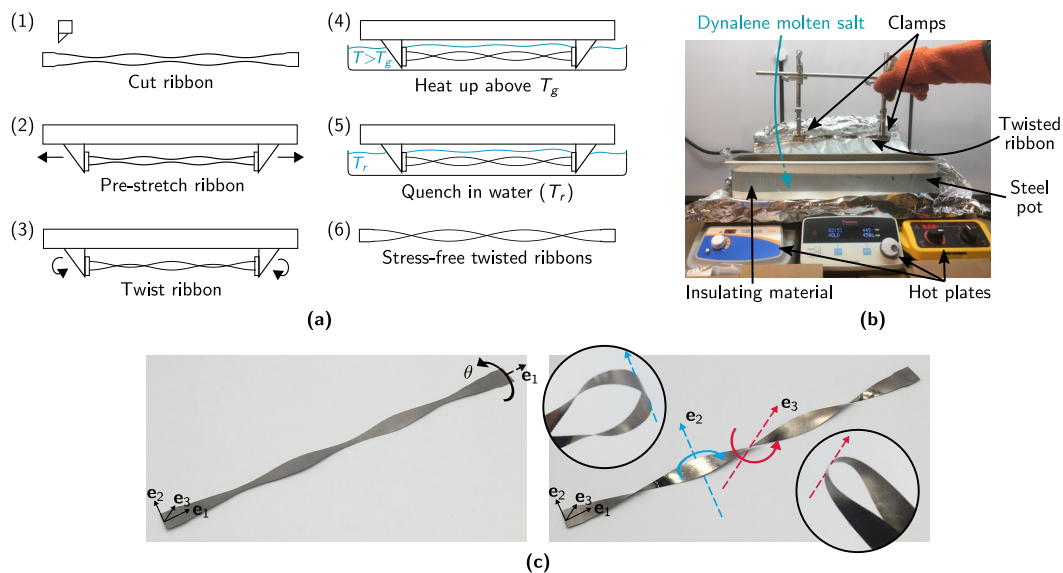 (1)
Cut ribbon
(2)
Pre-stretch ribbon
(3)
Twist ribbon
(4)
T>Tg
Heat up above Tg
(5)
Tr
Quench in water (Tr)
(6)
Stress-free twisted ribbons
(a)
Dynalene molten salt
Clamps
Twisted
ribbon
Steel
pot
Insulating material
Hot plates
(b)
θ
e1
e2
e3
e1
e2
e3
e2
e3
e1
(c)